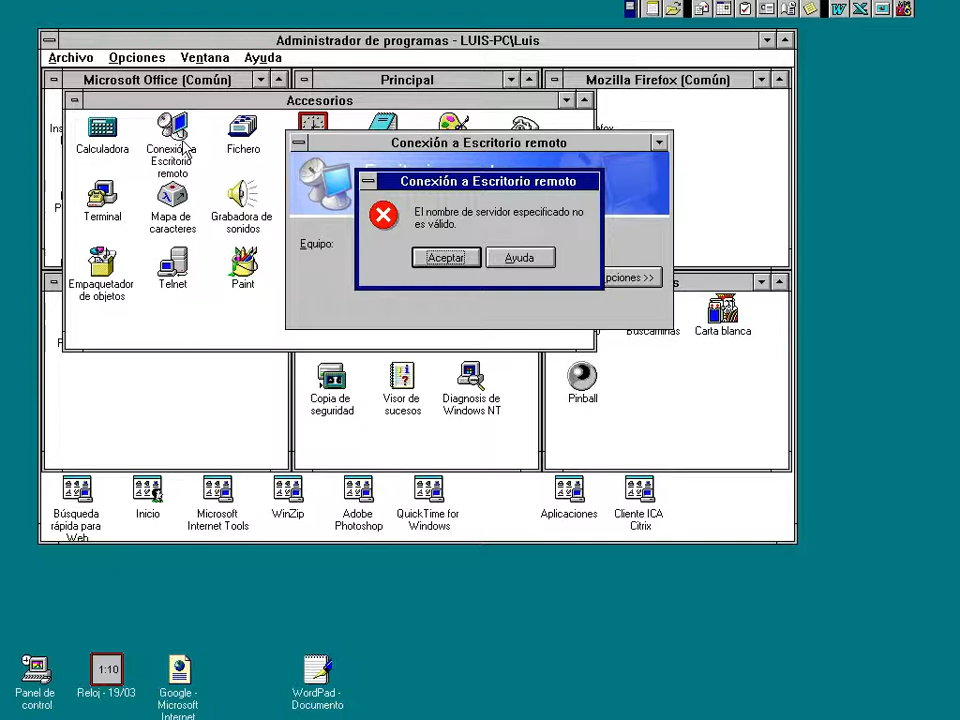 Administrador de programas - LUIS-PC\Luis
Archivo Opciones Ventana Ayuda
Microsoft Office (Común)
Principal
Mozilla Firefox (Común)
Accesorios
Calculadora
Conexión a
Escritorio
remoto
Fichero
Terminal
Mapa de
caracteres
Grabadora de
sonidos
Empaquetador
de objetos
Telnet
Paint
Conexión a Escritorio remoto
Equipo:
pciones >>
Conexión a Escritorio remoto
El nombre de servidor especificado no
es válido.
Aceptar
Ayuda
Buscaminas
Carta blanca
Copia de
seguridad
Visor de
sucesos
Diagnosis de
Windows NT
Pinball
Búsqueda
rápida para
Web
Inicio
Microsoft
Internet Tools
WinZip
Adobe
Photoshop
QuickTime for
Windows
Aplicaciones
Cliente ICA
Citrix
Panel de
control
1:10
Reloj - 19/03
Google -
Microsoft
Internet
WordPad -
Documento